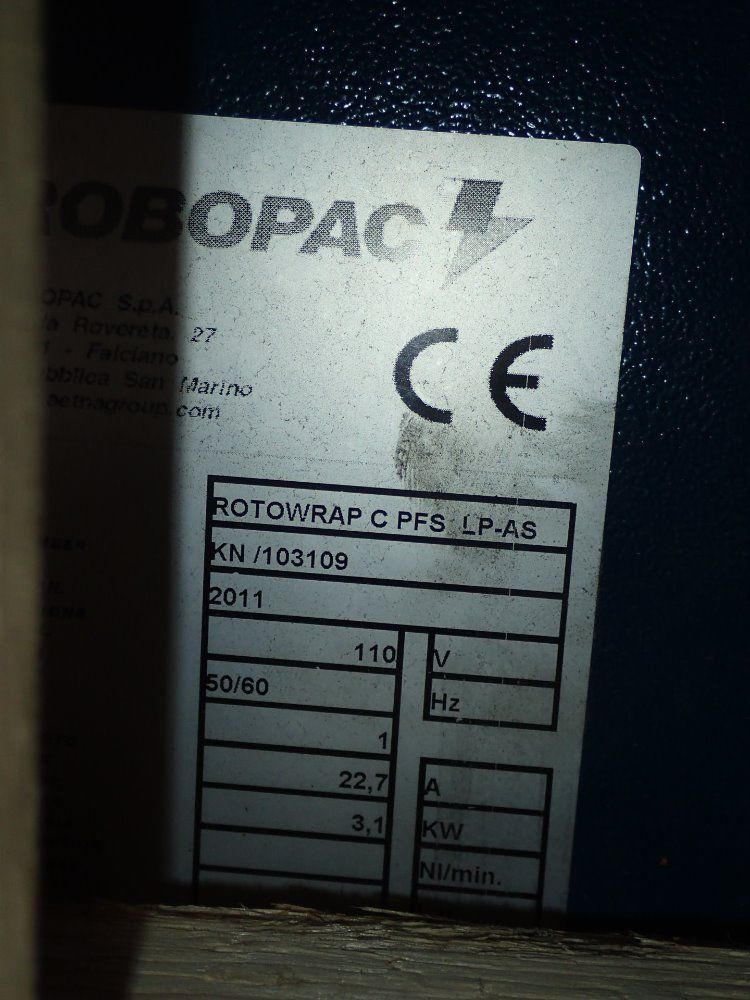 ROBOPAC
OPAC S.p.A.
Rovereta, 27
- Falciano
bblica San Marino
aetnagroup.com
CE
ROTOWRAP C PFS LP-AS
KN /103109
2011
110 V
50/60 Hz
1
22,7 A
3,1 KW
Nl/min.